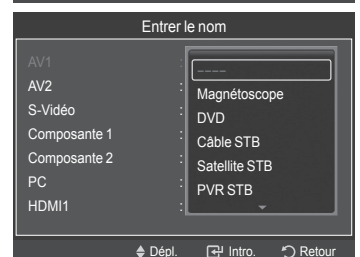 Entrer le nom
AV1 :
AV2 :
S-Vidéo :
Composante 1 :
Composante 2 :
PC :
HDMI1 :
----
Magnétoscope
DVD
Câble STB
Satellite STB
PVR STB
Dépl. Intro. Retour